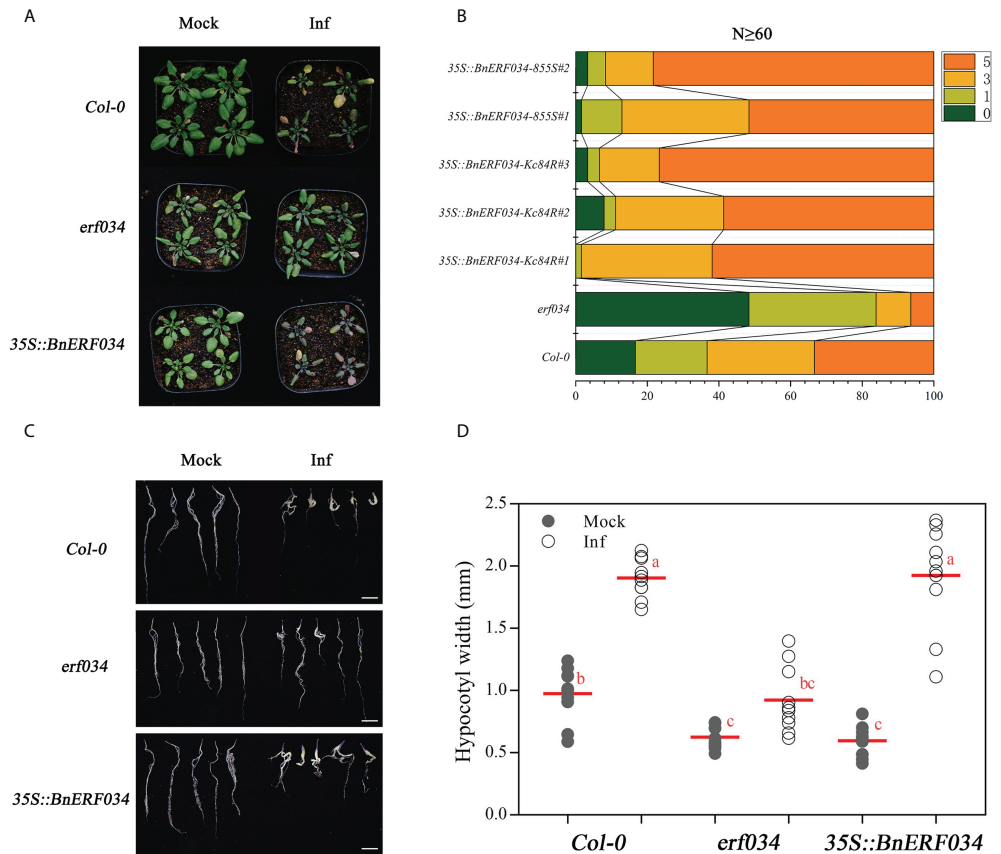 A
Mock Inf
Col-0
erf034
35S::BnERF034
B
N≥60
35S::BnERF034-855S#2
35S::BnERF034-855S#1
35S::BnERF034-Kc84R#3
35S::BnERF034-Kc84R#2
35S::BnERF034-Kc84R#1
erf034
Col-0
0 20 40 60 80 100
5
3
1
0
C
Mock Inf
Col-0
erf034
35S::BnERF034
D
Hypocotyl width (mm)
2.5
2.0
1.5
1.0
0.5
0.0
Mock
Inf
b
a
c
bc
c
a
Col-0 erf034 35S::BnERF034